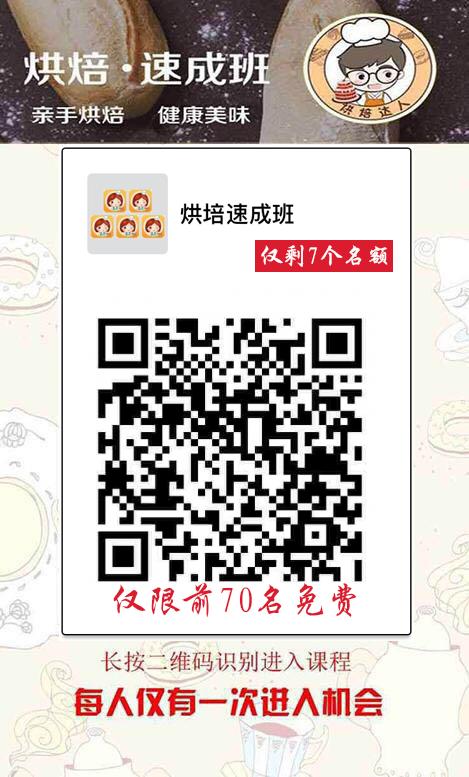 烘焙·速成班
亲手烘焙 健康美味
烘焙达人
烘培速成班
仅剩7个名额
仅限前70名免费
长按二维码识别进入课程
每人仅有一次进入机会